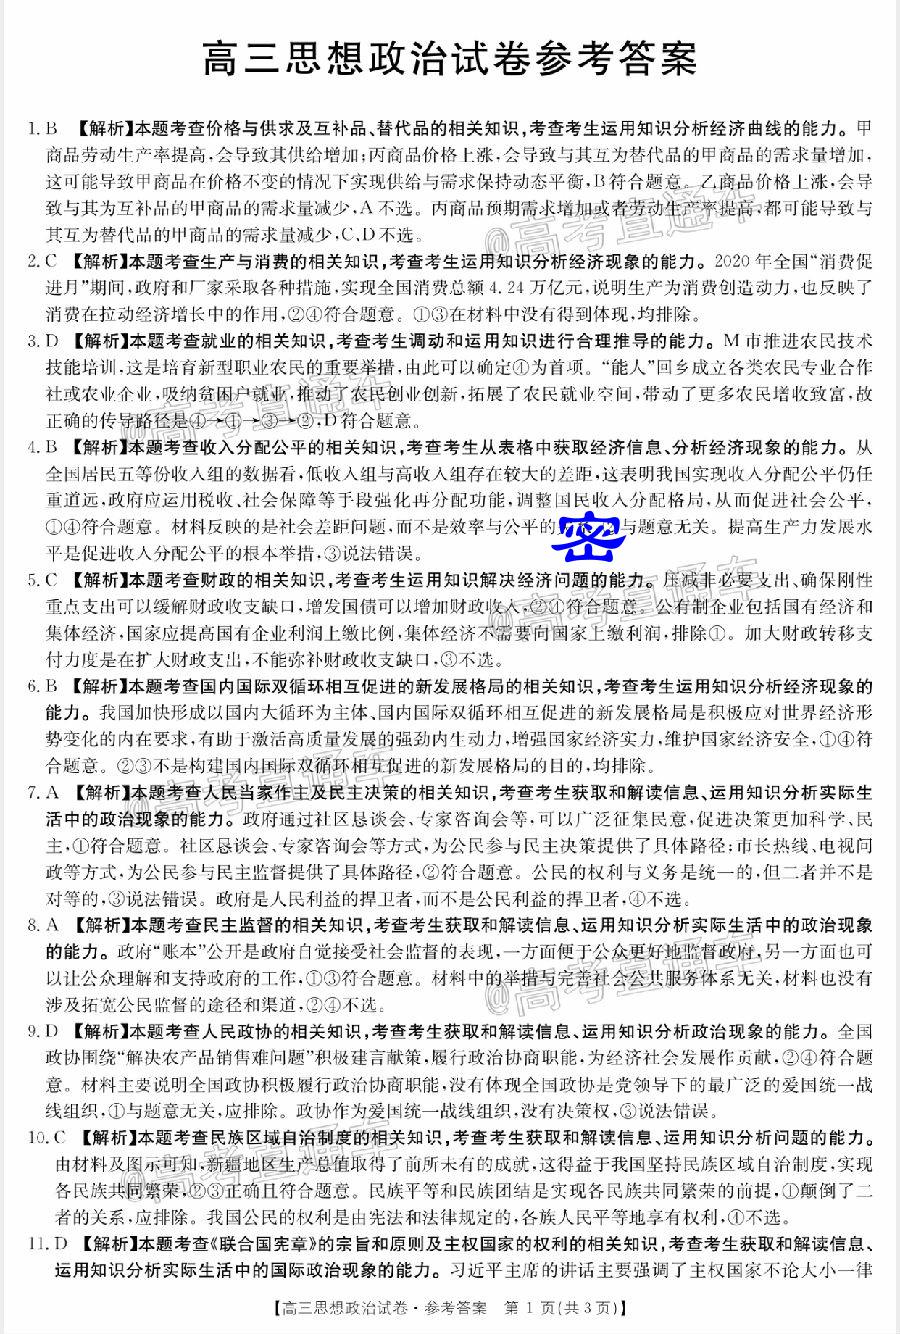 高三思想政治试卷参考答案
1. B 【解析】本题考查价格与供求及互补品、替代品的相关知识,考查考生运用知识分析经济曲线的能力。甲
商品劳动生产率提高,会导致其供给增加;丙商品价格上涨,会导致与其互为替代品的甲商品的需求量增加,
这可能导致甲商品在价格不变的情况下实现供给与需求保持动态平衡,B符合题意。乙商品价格上涨,会导
致与其为互补品的甲商品的需求量减少,A不选。丙商品预期需求增加或者劳动生产率提高,都可能导致与
其互为替代品的甲商品的需求量减少,C、D不选。
2. C 【解析】本题考查生产与消费的相关知识,考查考生运用知识分析经济现象的能力。2020年全国“消费促
进月”期间,政府和厂家采取各种措施,实现全国消费总额4.24万亿元,说明生产为消费创造动力,也反映了
消费在拉动经济增长中的作用,②④符合题意。①③在材料中没有得到体现,均排除。
3. D 【解析】本题考查就业的相关知识,考查考生调动和运用知识进行合理推导的能力。M市推进农民技术
技能培训,这是培育新型职业农民的重要举措,由此可以确定④为首项。“能人”回乡成立各类农民专业合作
社或农业企业,吸纳贫困户就业,推动了农民创业创新,拓展了农民就业空间,带动了更多农民增收致富,故
正确的传导路径是④→①→③→②,D符合题意。
4. B 【解析】本题考查收入分配公平的相关知识,考查考生从表格中获取经济信息、分析经济现象的能力。从
全国居民五等份收入组的数据看,低收入组与高收入组存在较大的差距,这表明我国实现收入分配公平仍任
重道远,政府应运用税收、社会保障等手段强化再分配功能,调整国民收入分配格局,从而促进社会公平,
①④符合题意。材料反映的是社会差距问题,而不是效率与公平的 密 与题意无关。提高生产力发展水
平是促进收入分配公平的根本举措,③说法错误。
5. C 【解析】本题考查财政的相关知识,考查考生运用知识解决经济问题的能力。压减非必要支出、确保刚性
重点支出可以缓解财政收支缺口,增发国债可以增加财政收入,②④符合题意。公有制企业包括国有经济和
集体经济,国家应提高国有企业利润上缴比例,集体经济不需要向国家上缴利润,排除①。加大财政转移支
付力度是在扩大财政支出,不能弥补财政收支缺口,③不选。
6. B 【解析】本题考查国内国际双循环相互促进的新发展格局的相关知识,考查考生运用知识分析经济现象的
能力。我国加快形成以国内大循环为主体、国内国际双循环相互促进的新发展格局是积极应对世界经济形
势变化的内在要求,有助于激活高质量发展的强劲内生动力,增强国家经济实力,维护国家经济安全,①④符
合题意。②③不是构建国内国际双循环相互促进的新发展格局的目的,均排除。
7. A 【解析】本题考查人民当家作主及民主决策的相关知识,考查考生获取和解读信息、运用知识分析实际生
活中的政治现象的能力。政府通过社区恳谈会、专家咨询会等,可以广泛征集民意,促进决策更加科学、民
主,①符合题意。社区恳谈会、专家咨询会等方式,为公民参与民主决策提供了具体路径;市长热线、电视问
政等方式,为公民参与民主监督提供了具体路径,②符合题意。公民的权利与义务是统一的,但二者并不是
对等的,③说法错误。政府是人民利益的捍卫者,而不是公民利益的捍卫者,④不选。
8. A 【解析】本题考查民主监督的相关知识,考查考生获取和解读信息、运用知识分析实际生活中的政治现象
的能力。政府“账本”公开是政府自觉接受社会监督的表现,一方面便于公众更好地监督政府,另一方面也可
以让公众理解和支持政府的工作,①③符合题意。材料中的举措与完善社会公共服务体系无关,材料也没有
涉及拓宽公民监督的途径和渠道,②④不选。
9. D 【解析】本题考查人民政协的相关知识,考查考生获取和解读信息、运用知识分析政治现象的能力。全国
政协围绕“解决农产品销售难问题”积极建言献策,履行政治协商职能,为经济社会发展作贡献,②④符合题
意。材料主要说明全国政协积极履行政治协商职能,没有体现全国政协是党领导下的最广泛的爱国统一战
线组织,①与题意无关,应排除。政协作为爱国统一战线组织,没有决策权,③说法错误。
10. C 【解析】本题考查民族区域自治制度的相关知识,考查考生获取和解读信息、运用知识分析问题的能力。
由材料及图示可知,新疆地区生产总值取得了前所未有的成就,这得益于我国坚持民族区域自治制度,实现
各民族共同繁荣,②③正确且符合题意。民族平等和民族团结是实现各民族共同繁荣的前提,①颠倒了二
者的关系,应排除。我国公民的权利是由宪法和法律规定的,各族人民平等地享有权利,④不选。
11. D 【解析】本题考查《联合国宪章》的宗旨和原则及主权国家的权利的相关知识,考查考生获取和解读信息、
运用知识分析实际生活中的国际政治现象的能力。习近平主席的讲话主要强调了主权国家不论大小一律
【高三思想政治试卷·参考答案 第1页(共3页)】
@高考直通车
@高考直通车
@高考直通车
@高考直通车
@高考直通车
@高考直通车